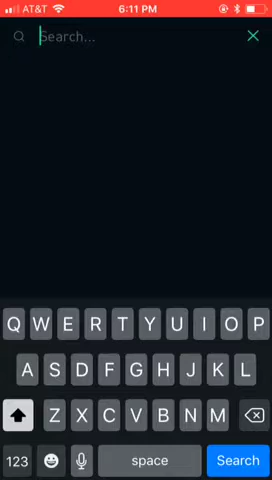 AT&T 6:11 PM
Search...
Q W E R T Y U I O P
A S D F G H J K L
Z X C V B N M
123 space Search